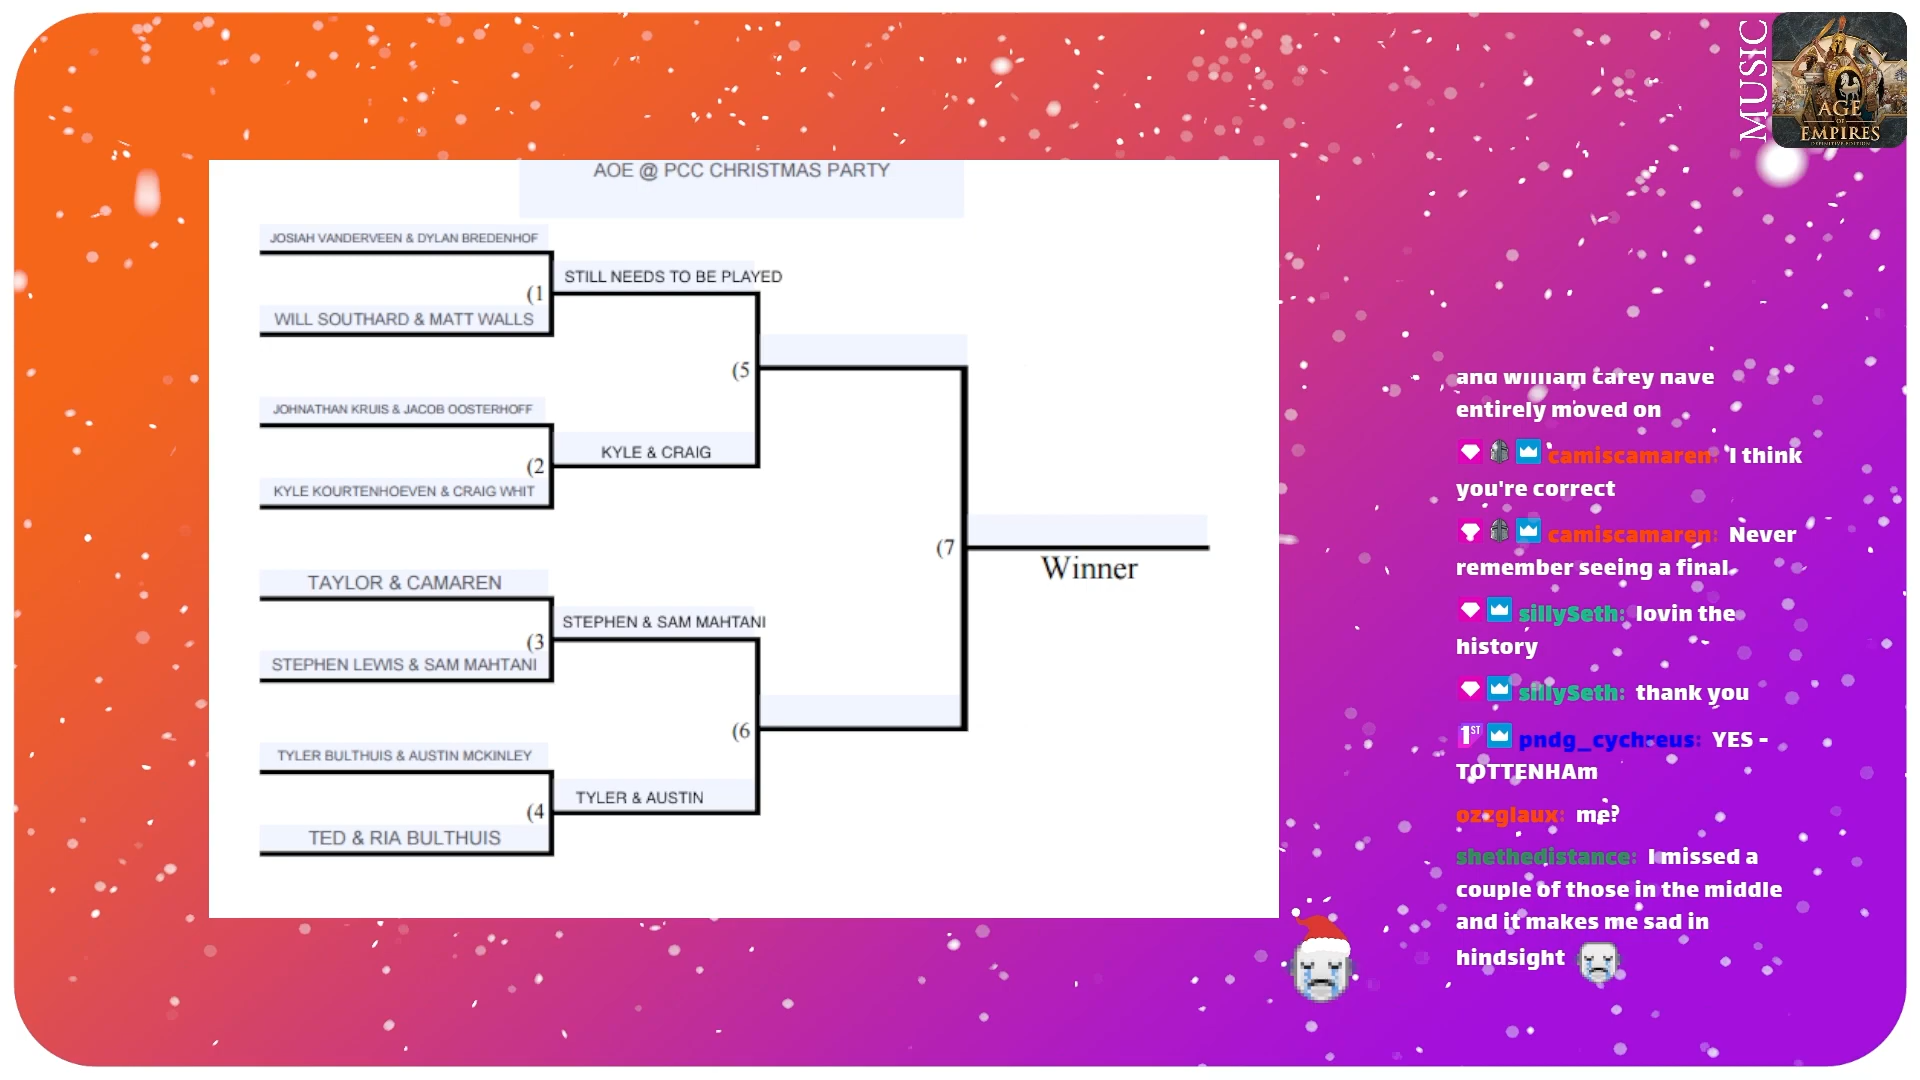 MUSIC
AGE
OF
EMPIRES
DEFINITIVE EDITION
AOE @ PCC CHRISTMAS PARTY
JOSIAH VANDERVEEN & DYLAN BREDENHOF
STILL NEEDS TO BE PLAYED
(1
WILL SOUTHARD & MATT WALLS
(5
JOHNATHAN KRUIS & JACOB OOSTERHOFF
KYLE & CRAIG
(2
KYLE KOURTENHOEVEN & CRAIG WHIT
(7
Winner
TAYLOR & CAMAREN
STEPHEN & SAM MAHTANI
(3
STEPHEN LEWIS & SAM MAHTANI
(6
TYLER BULTHUIS & AUSTIN MCKINLEY
TYLER & AUSTIN
(4
TED & RIA BULTHUIS
and william carey have
entirely moved on
camiscamaren: I think
you're correct
camiscamaren: Never
remember seeing a final.
sillySeth: lovin the
history
sillySeth: thank you
1ST pndg_cychreus: YES -
TOTTENHAm
ozzglaux: me?
shethedistance: I missed a
couple of those in the middle
and it makes me sad in
hindsight